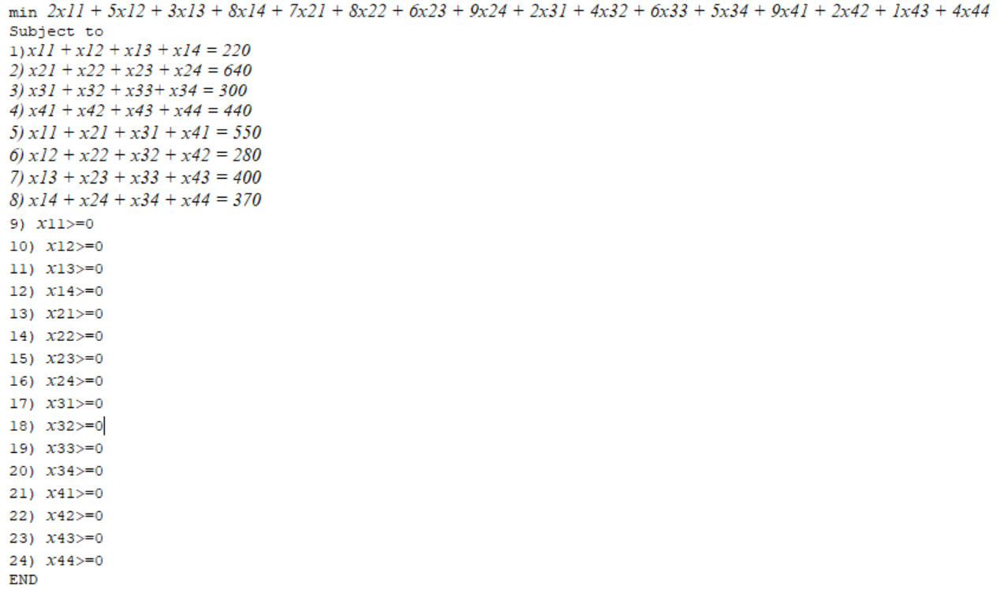 min 2x11 + 5x12 + 3x13 + 8x14 + 7x21 + 8x22 + 6x23 + 9x24 + 2x31 + 4x32 + 6x33 + 5x34 + 9x41 + 2x42 + 1x43 + 4x44
Subject to
1)x11 + x12 + x13 + x14 = 220
2) x21 + x22 + x23 + x24 = 640
3) x31 + x32 + x33+ x34 = 300
4) x41 + x42 + x43 + x44 = 440
5) x11 + x21 + x31 + x41 = 550
6) x12 + x22 + x32 + x42 = 280
7) x13 + x23 + x33 + x43 = 400
8) x14 + x24 + x34 + x44 = 370
9) x11>=0
10) x12>=0
11) x13>=0
12) x14>=0
13) x21>=0
14) x22>=0
15) x23>=0
16) x24>=0
17) x31>=0
18) x32>=0
19) x33>=0
20) x34>=0
21) x41>=0
22) x42>=0
23) x43>=0
24) x44>=0
END